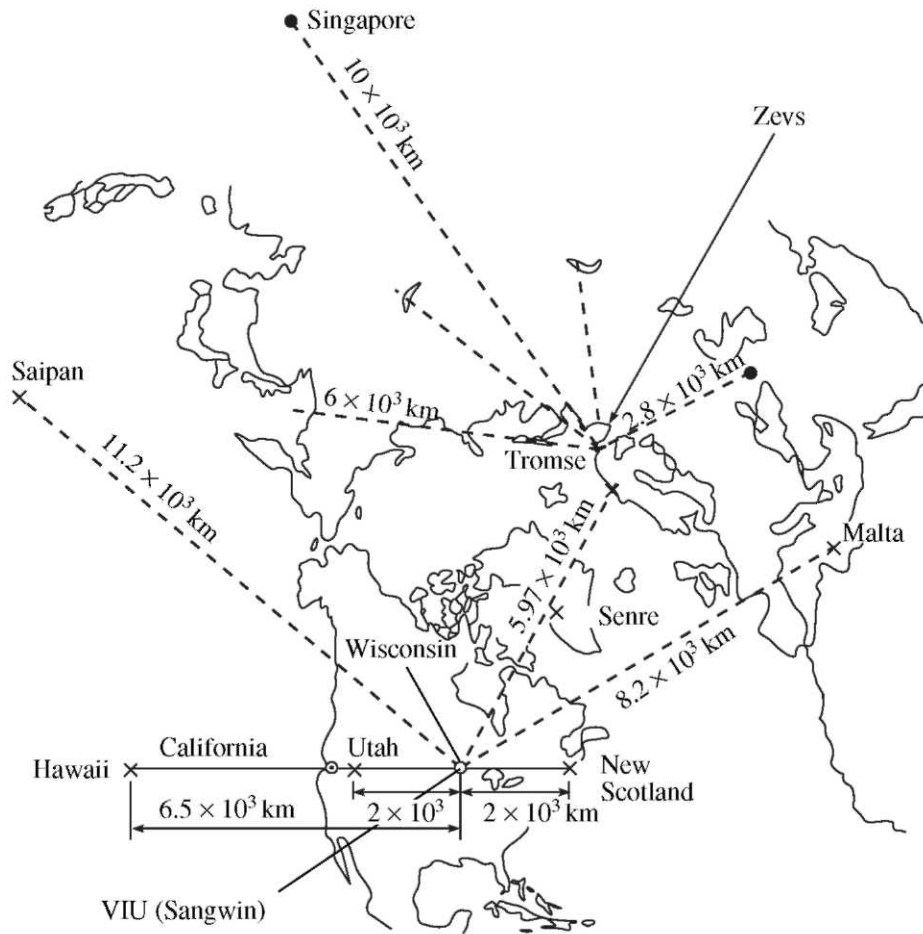 Singapore
10 × 10³ km
Zevs
Saipan
6 × 10³ km
2.8 × 10³ km
Tromse
11.2 × 10³ km
5.97 × 10³ km
Malta
Senre
Wisconsin
8.2 × 10³ km
Hawaii
California
Utah
New
Scotland
6.5 × 10³ km
2 × 10³
2 × 10³ km
VIU (Sangwin)